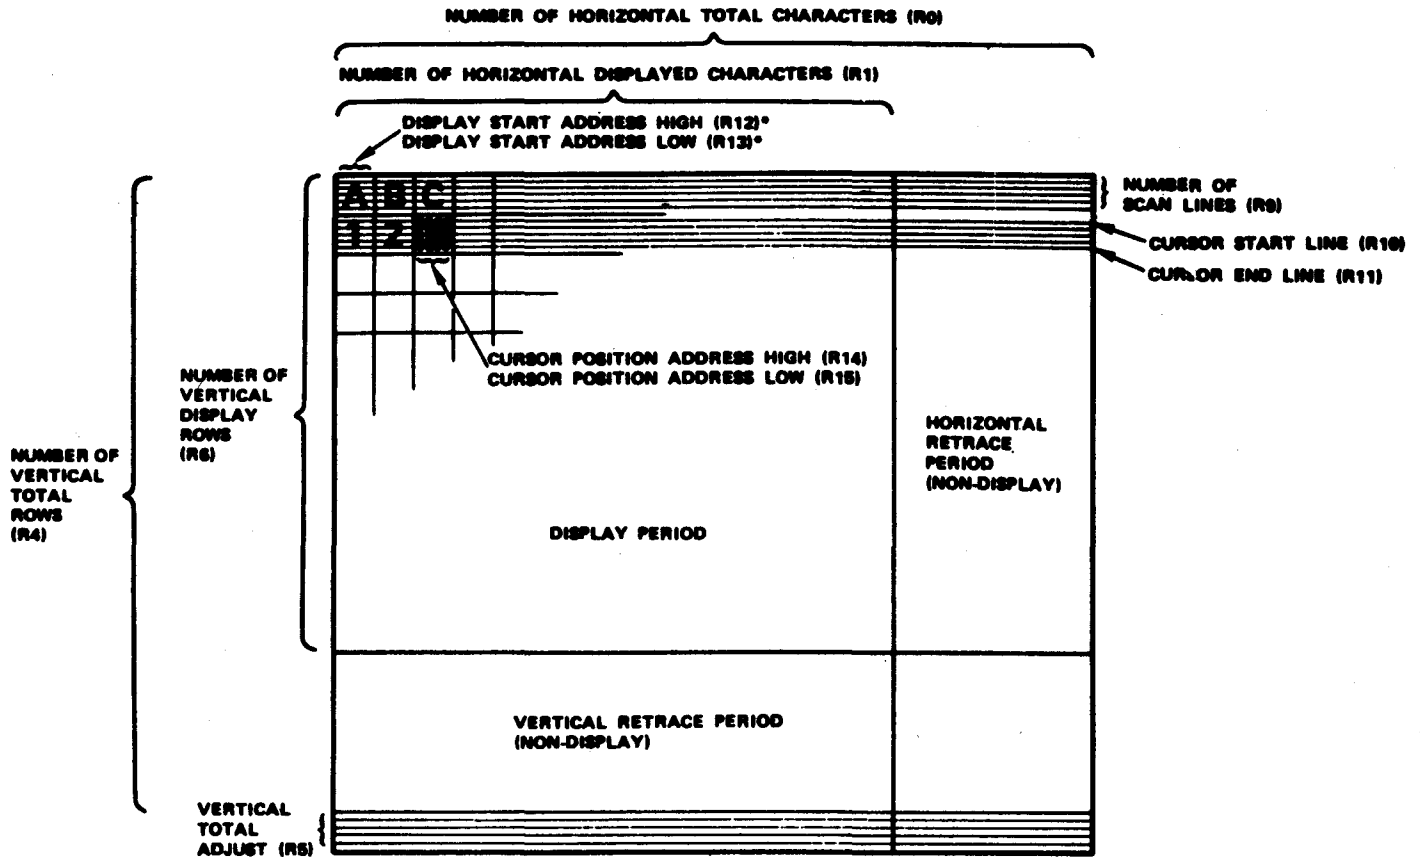 NUMBER OF HORIZONTAL TOTAL CHARACTERS (R0)
NUMBER OF HORIZONTAL DISPLAYED CHARACTERS (R1)
DISPLAY START ADDRESS HIGH (R12)*
DISPLAY START ADDRESS LOW (R13)*
A B C
1 2
NUMBER OF
SCAN LINES (R9)
CURSOR START LINE (R10)
CURSOR END LINE (R11)
CURSOR POSITION ADDRESS HIGH (R14)
CURSOR POSITION ADDRESS LOW (R15)
NUMBER OF
VERTICAL
DISPLAY
ROWS
(R6)
NUMBER OF
VERTICAL
TOTAL
ROWS
(R4)
HORIZONTAL
RETRACE
PERIOD
(NON-DISPLAY)
DISPLAY PERIOD
VERTICAL RETRACE PERIOD
(NON-DISPLAY)
VERTICAL
TOTAL
ADJUST (R5)